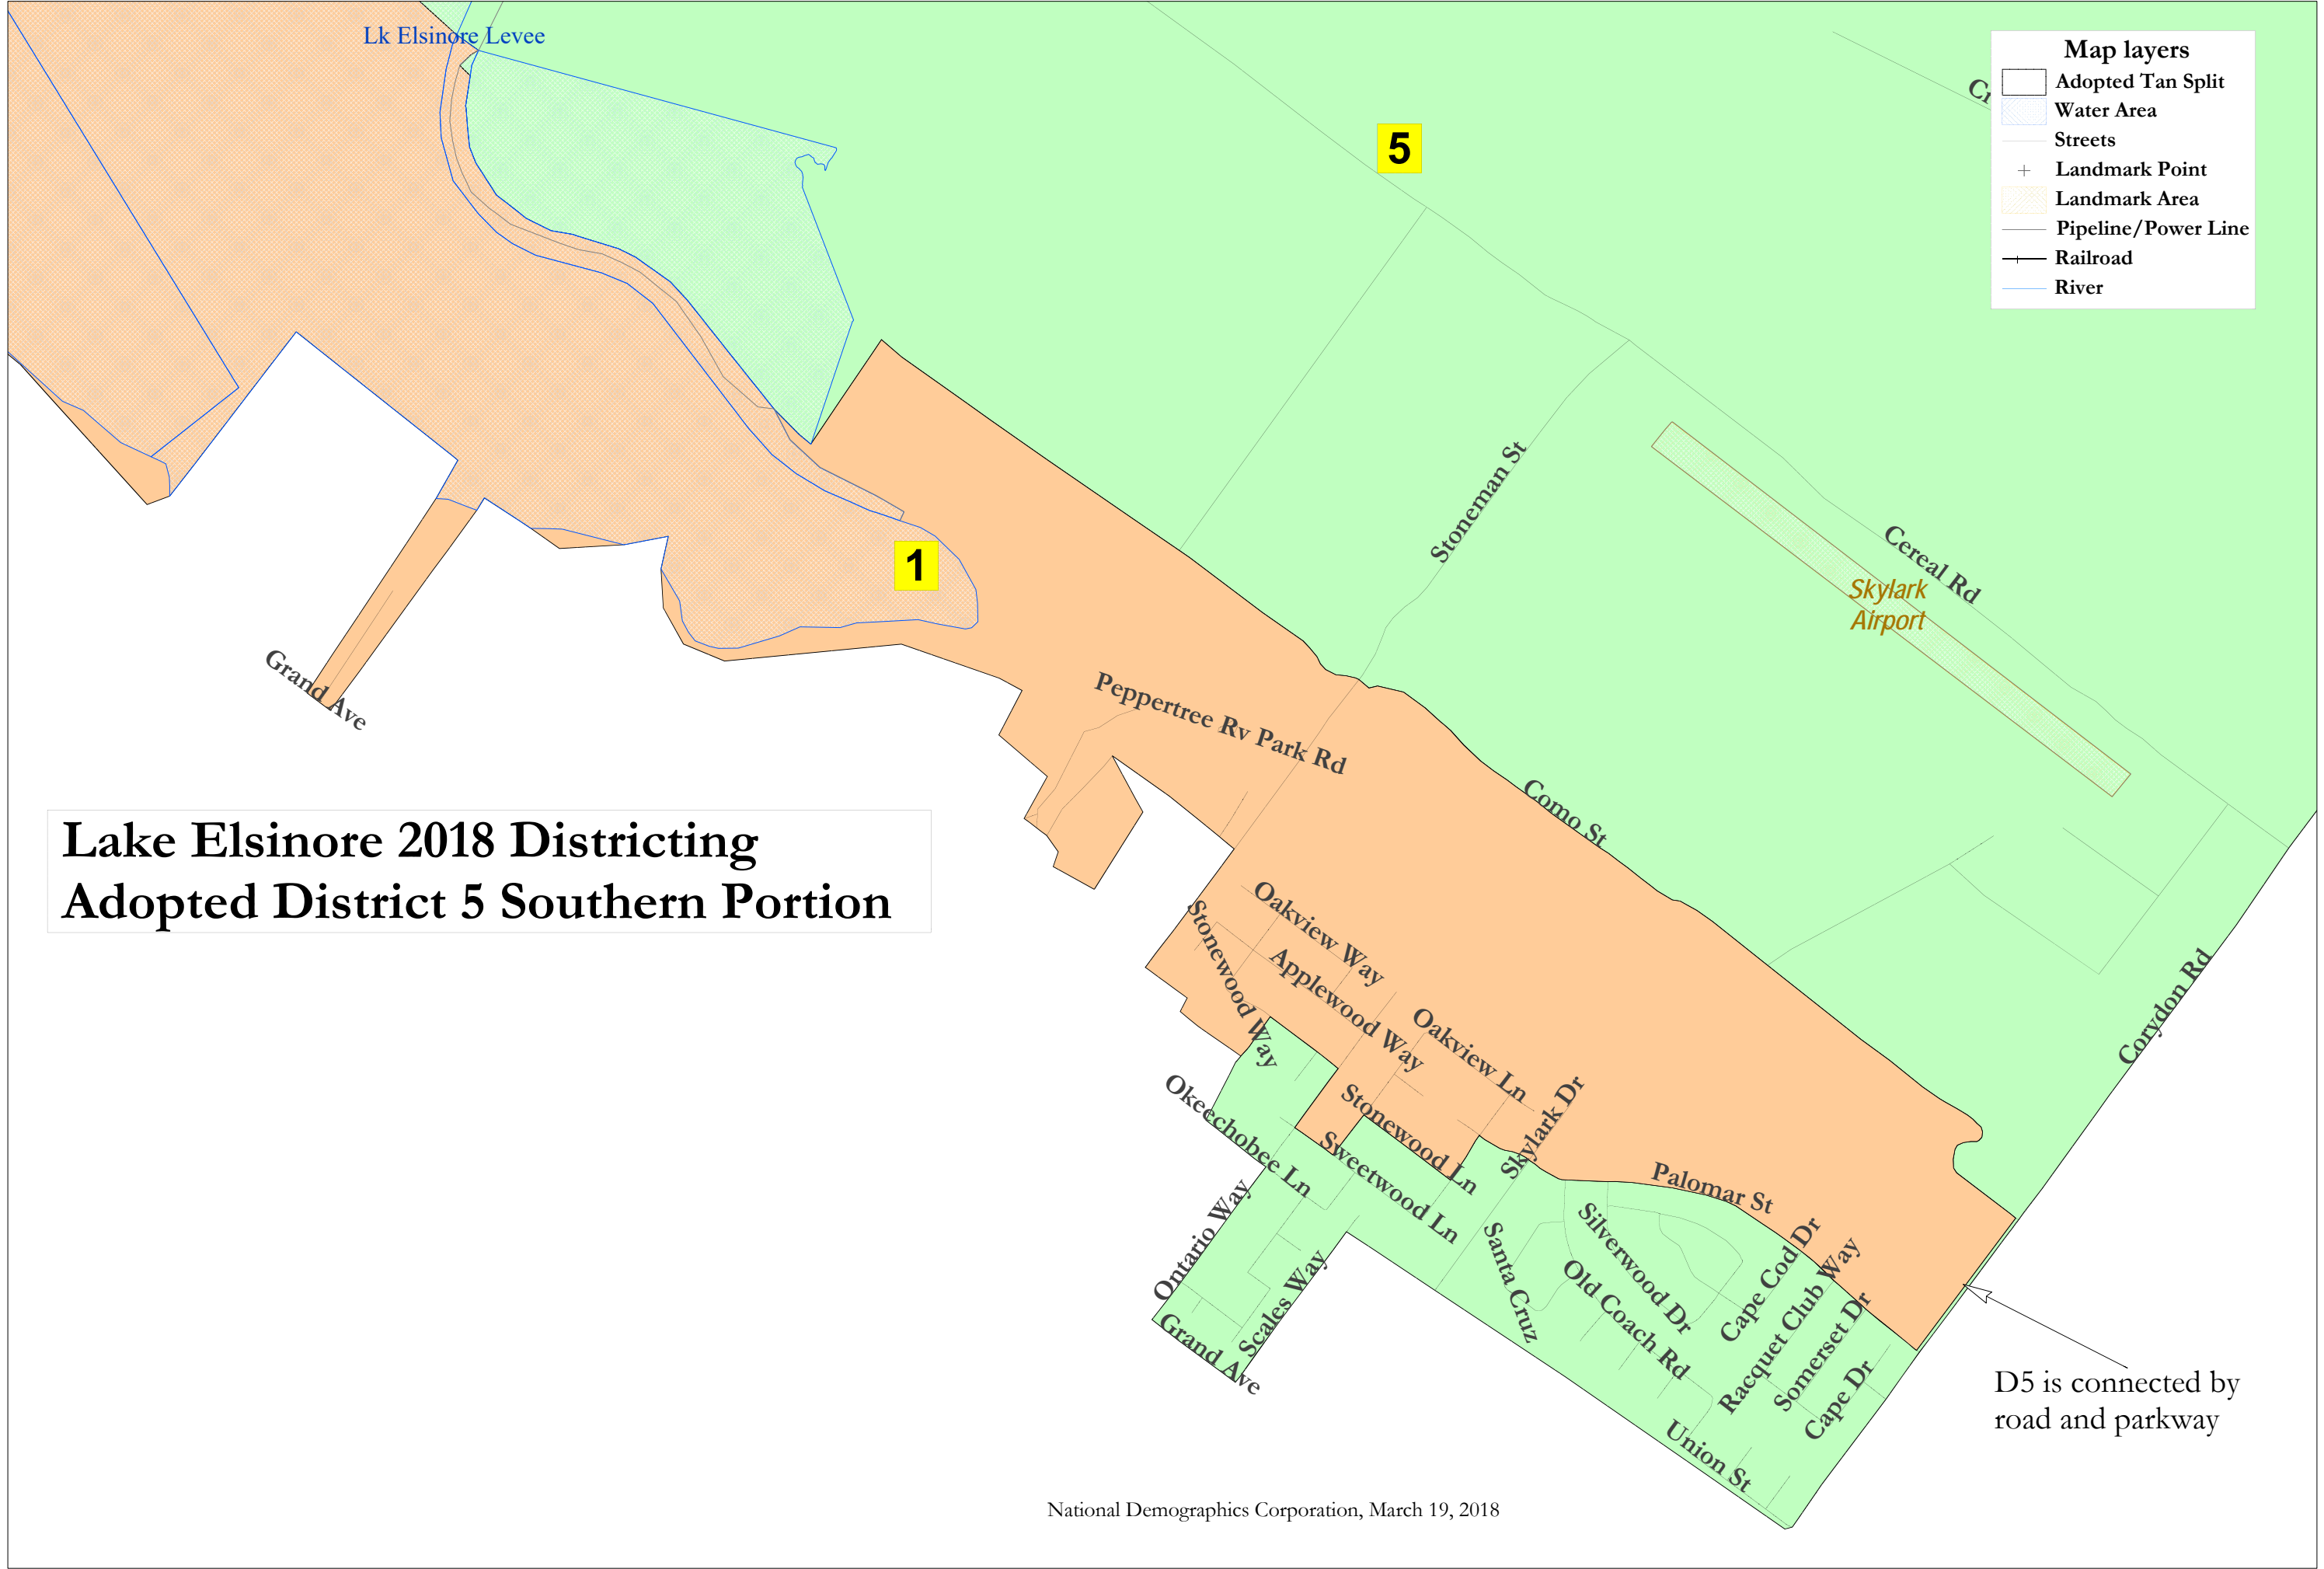 Lk Elsinore Levee
Map layers
Adopted Tan Split
Water Area
Streets
Landmark Point
Landmark Area
Pipeline/Power Line
Railroad
River
Cr
5
Stoneman St
Cereal Rd
Skylark
Airport
1
Grand Ave
Peppertree Rv Park Rd
Como St
Lake Elsinore 2018 Districting
Adopted District 5 Southern Portion
Oakview Way
Stonewood Way
Applewood Way
Corydon Rd
Oakview Ln
Skylark Dr
Okeechobee Ln
Stonewood Ln
Sweetwood Ln
Palomar St
Ontario Way
Scales Way
Grand Ave
Santa Cruz
Silverwood Dr
Old Coach Rd
Cape Cod Dr
Racquet Club Way
Somerset Dr
Cape Dr
Union St
D5 is connected by
road and parkway
National Demographics Corporation, March 19, 2018